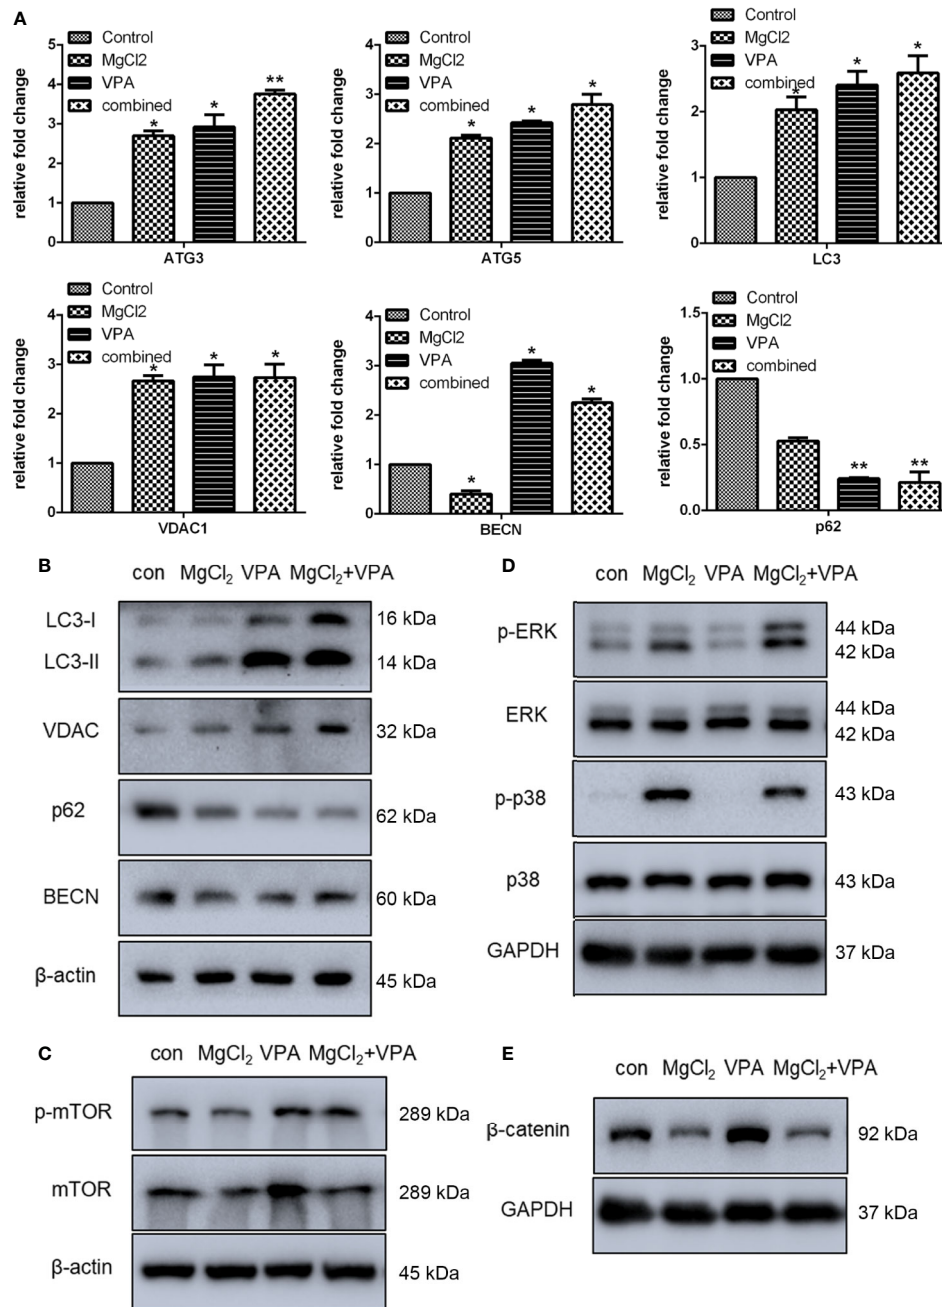 A
Control
MgCl2
VPA
combined
relative fold change
5
4
3
2
1
0
*
*
**
ATG3
Control
MgCl2
VPA
combined
relative fold change
4
3
2
1
0
*
*
*
ATG5
Control
MgCl2
VPA
combined
relative fold change
3
2
1
0
*
*
*
LC3
Control
MgCl2
VPA
combined
relative fold change
4
3
2
1
0
*
*
*
VDAC1
Control
MgCl2
VPA
combined
relative fold change
4
3
2
1
0
*
*
*
BECN
Control
MgCl2
VPA
combined
relative fold change
1.5
1.0
0.5
0.0
**
**
p62
B
con MgCl₂ VPA MgCl₂+VPA
LC3-I 16 kDa
LC3-II 14 kDa
VDAC 32 kDa
p62 62 kDa
BECN 60 kDa
β-actin 45 kDa
C
con MgCl₂ VPA MgCl₂+VPA
p-mTOR 289 kDa
mTOR 289 kDa
β-actin 45 kDa
D
con MgCl₂ VPA MgCl₂+VPA
p-ERK 44 kDa
42 kDa
ERK 44 kDa
42 kDa
p-p38 43 kDa
p38 43 kDa
GAPDH 37 kDa
E
con MgCl₂ VPA MgCl₂+VPA
β-catenin 92 kDa
GAPDH 37 kDa